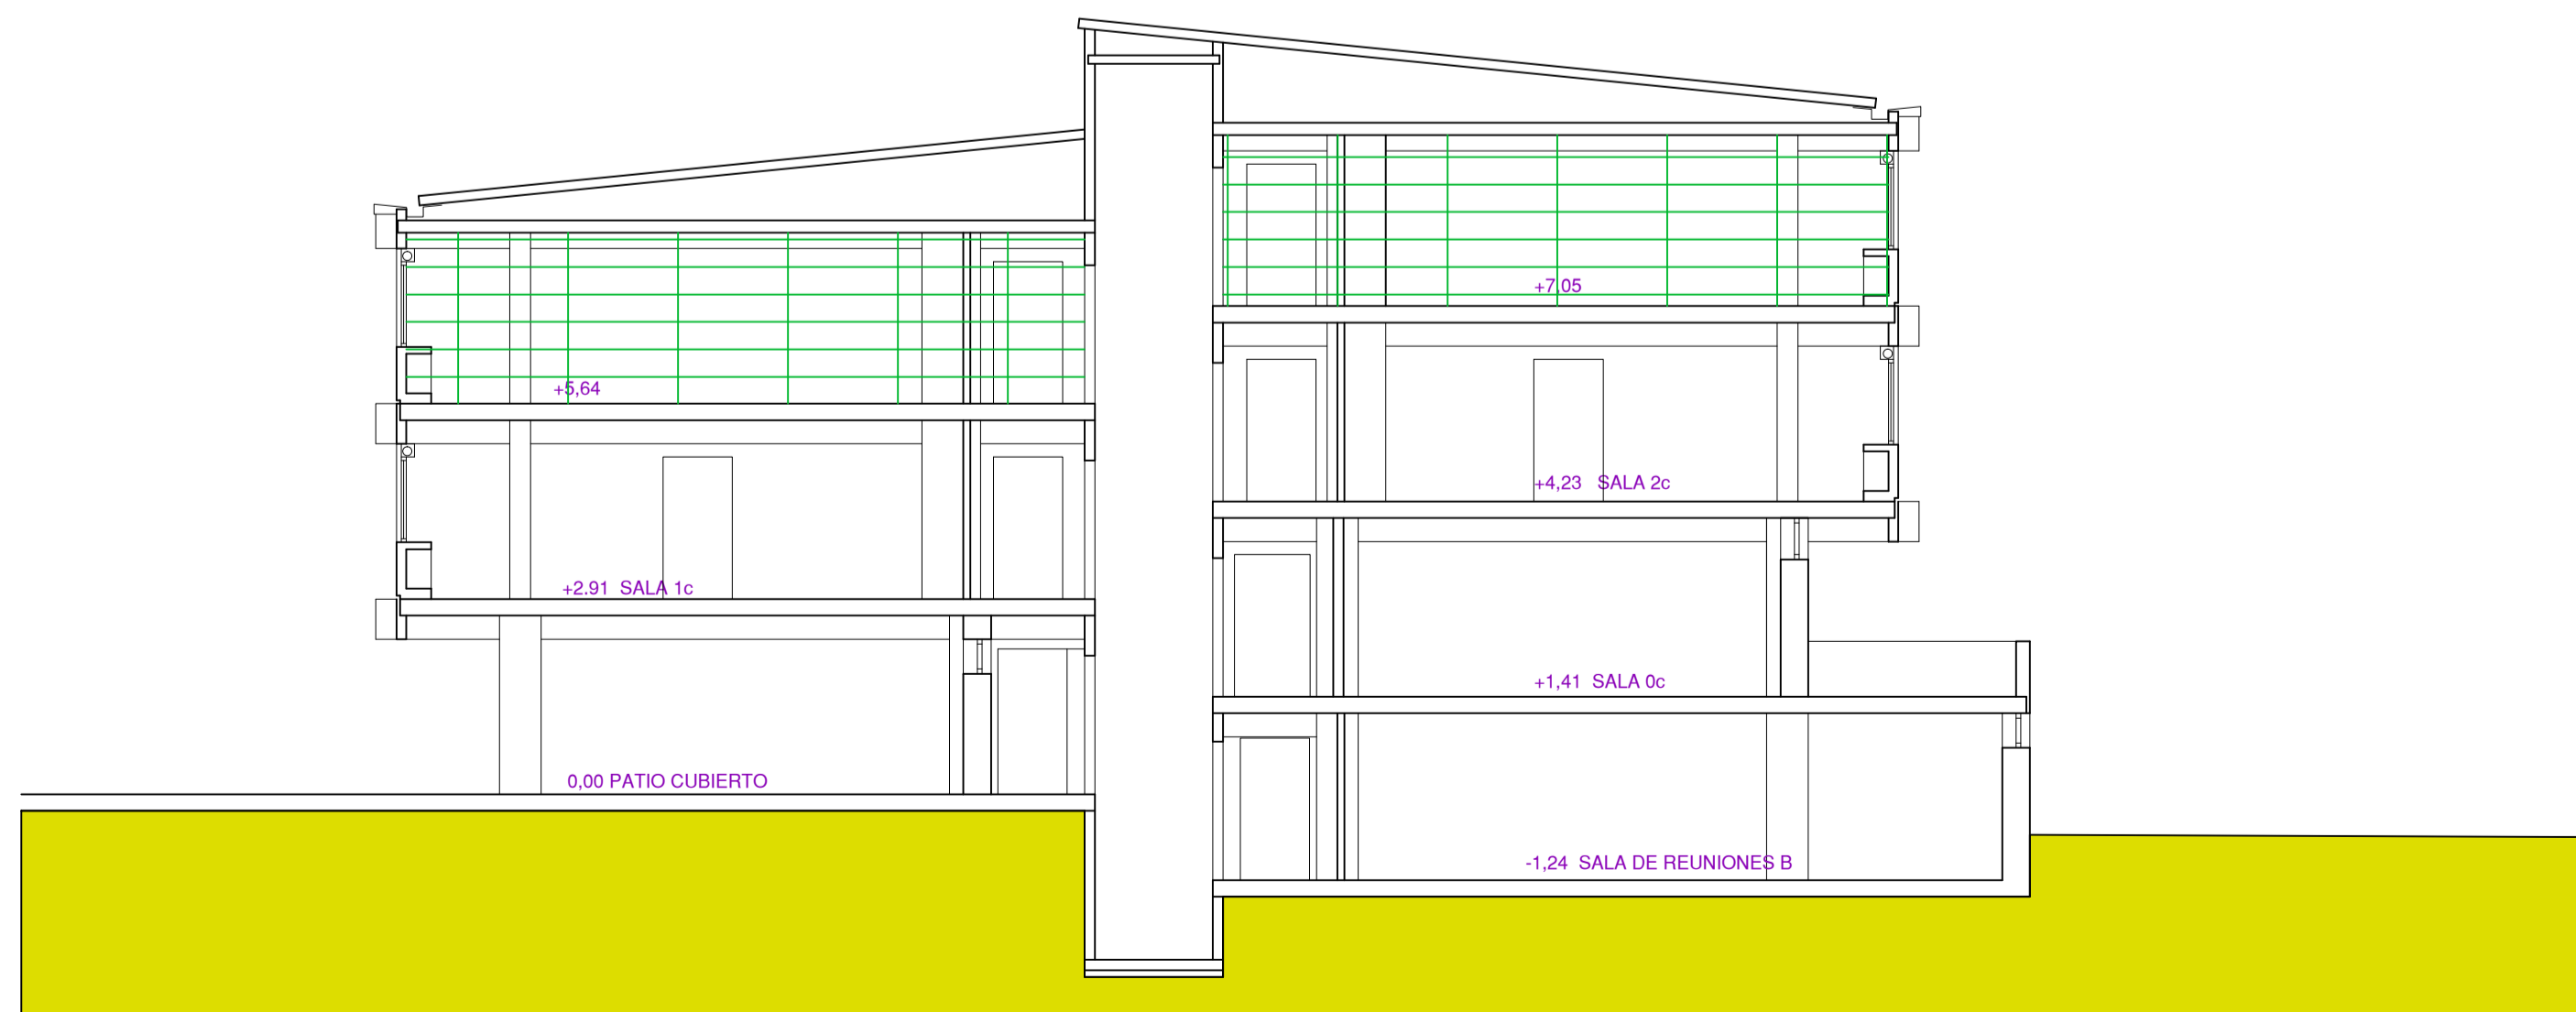 +7,05
+5,64
+4,23 SALA 2c
+2.91 SALA 1c
+1,41 SALA 0c
0,00 PATIO CUBIERTO
-1,24 SALA DE REUNIONES B